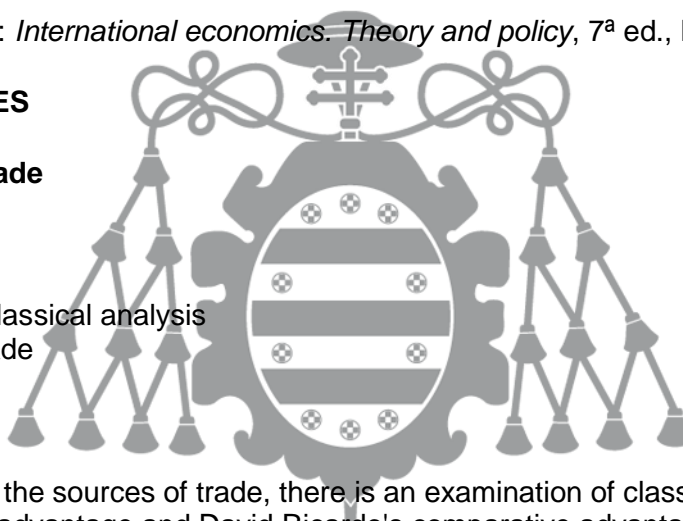 : International economics. Theory and policy, 7ª ed.,
ES
ade
lassical analysis
de
the sources of trade, there is an examination of class
advantage and David Ricardo's comparative advanta